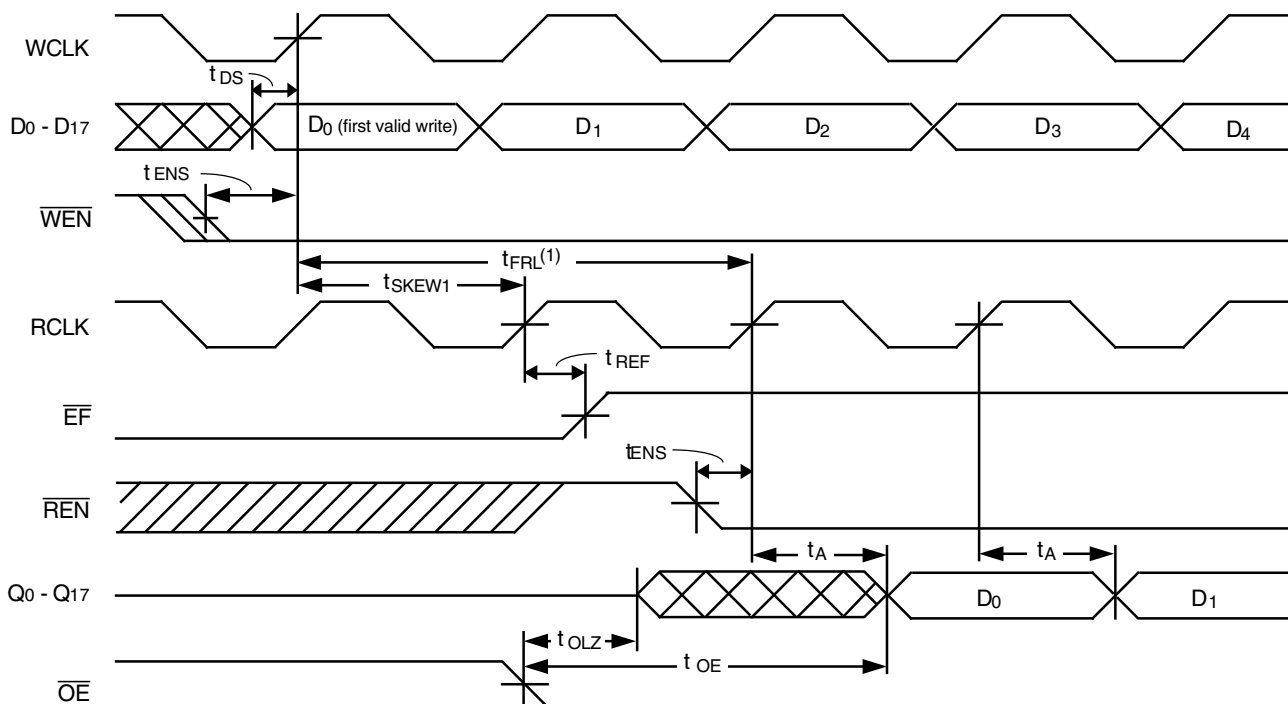 WCLK
tDS
D0 - D17
D0 (first valid write)
D1
D2
D3
D4
tENS
WEN
tFRL(1)
tSKEW1
RCLK
tREF
EF
tENS
REN
tA
tA
Q0 - Q17
D0
D1
tOLZ
tOE
OE